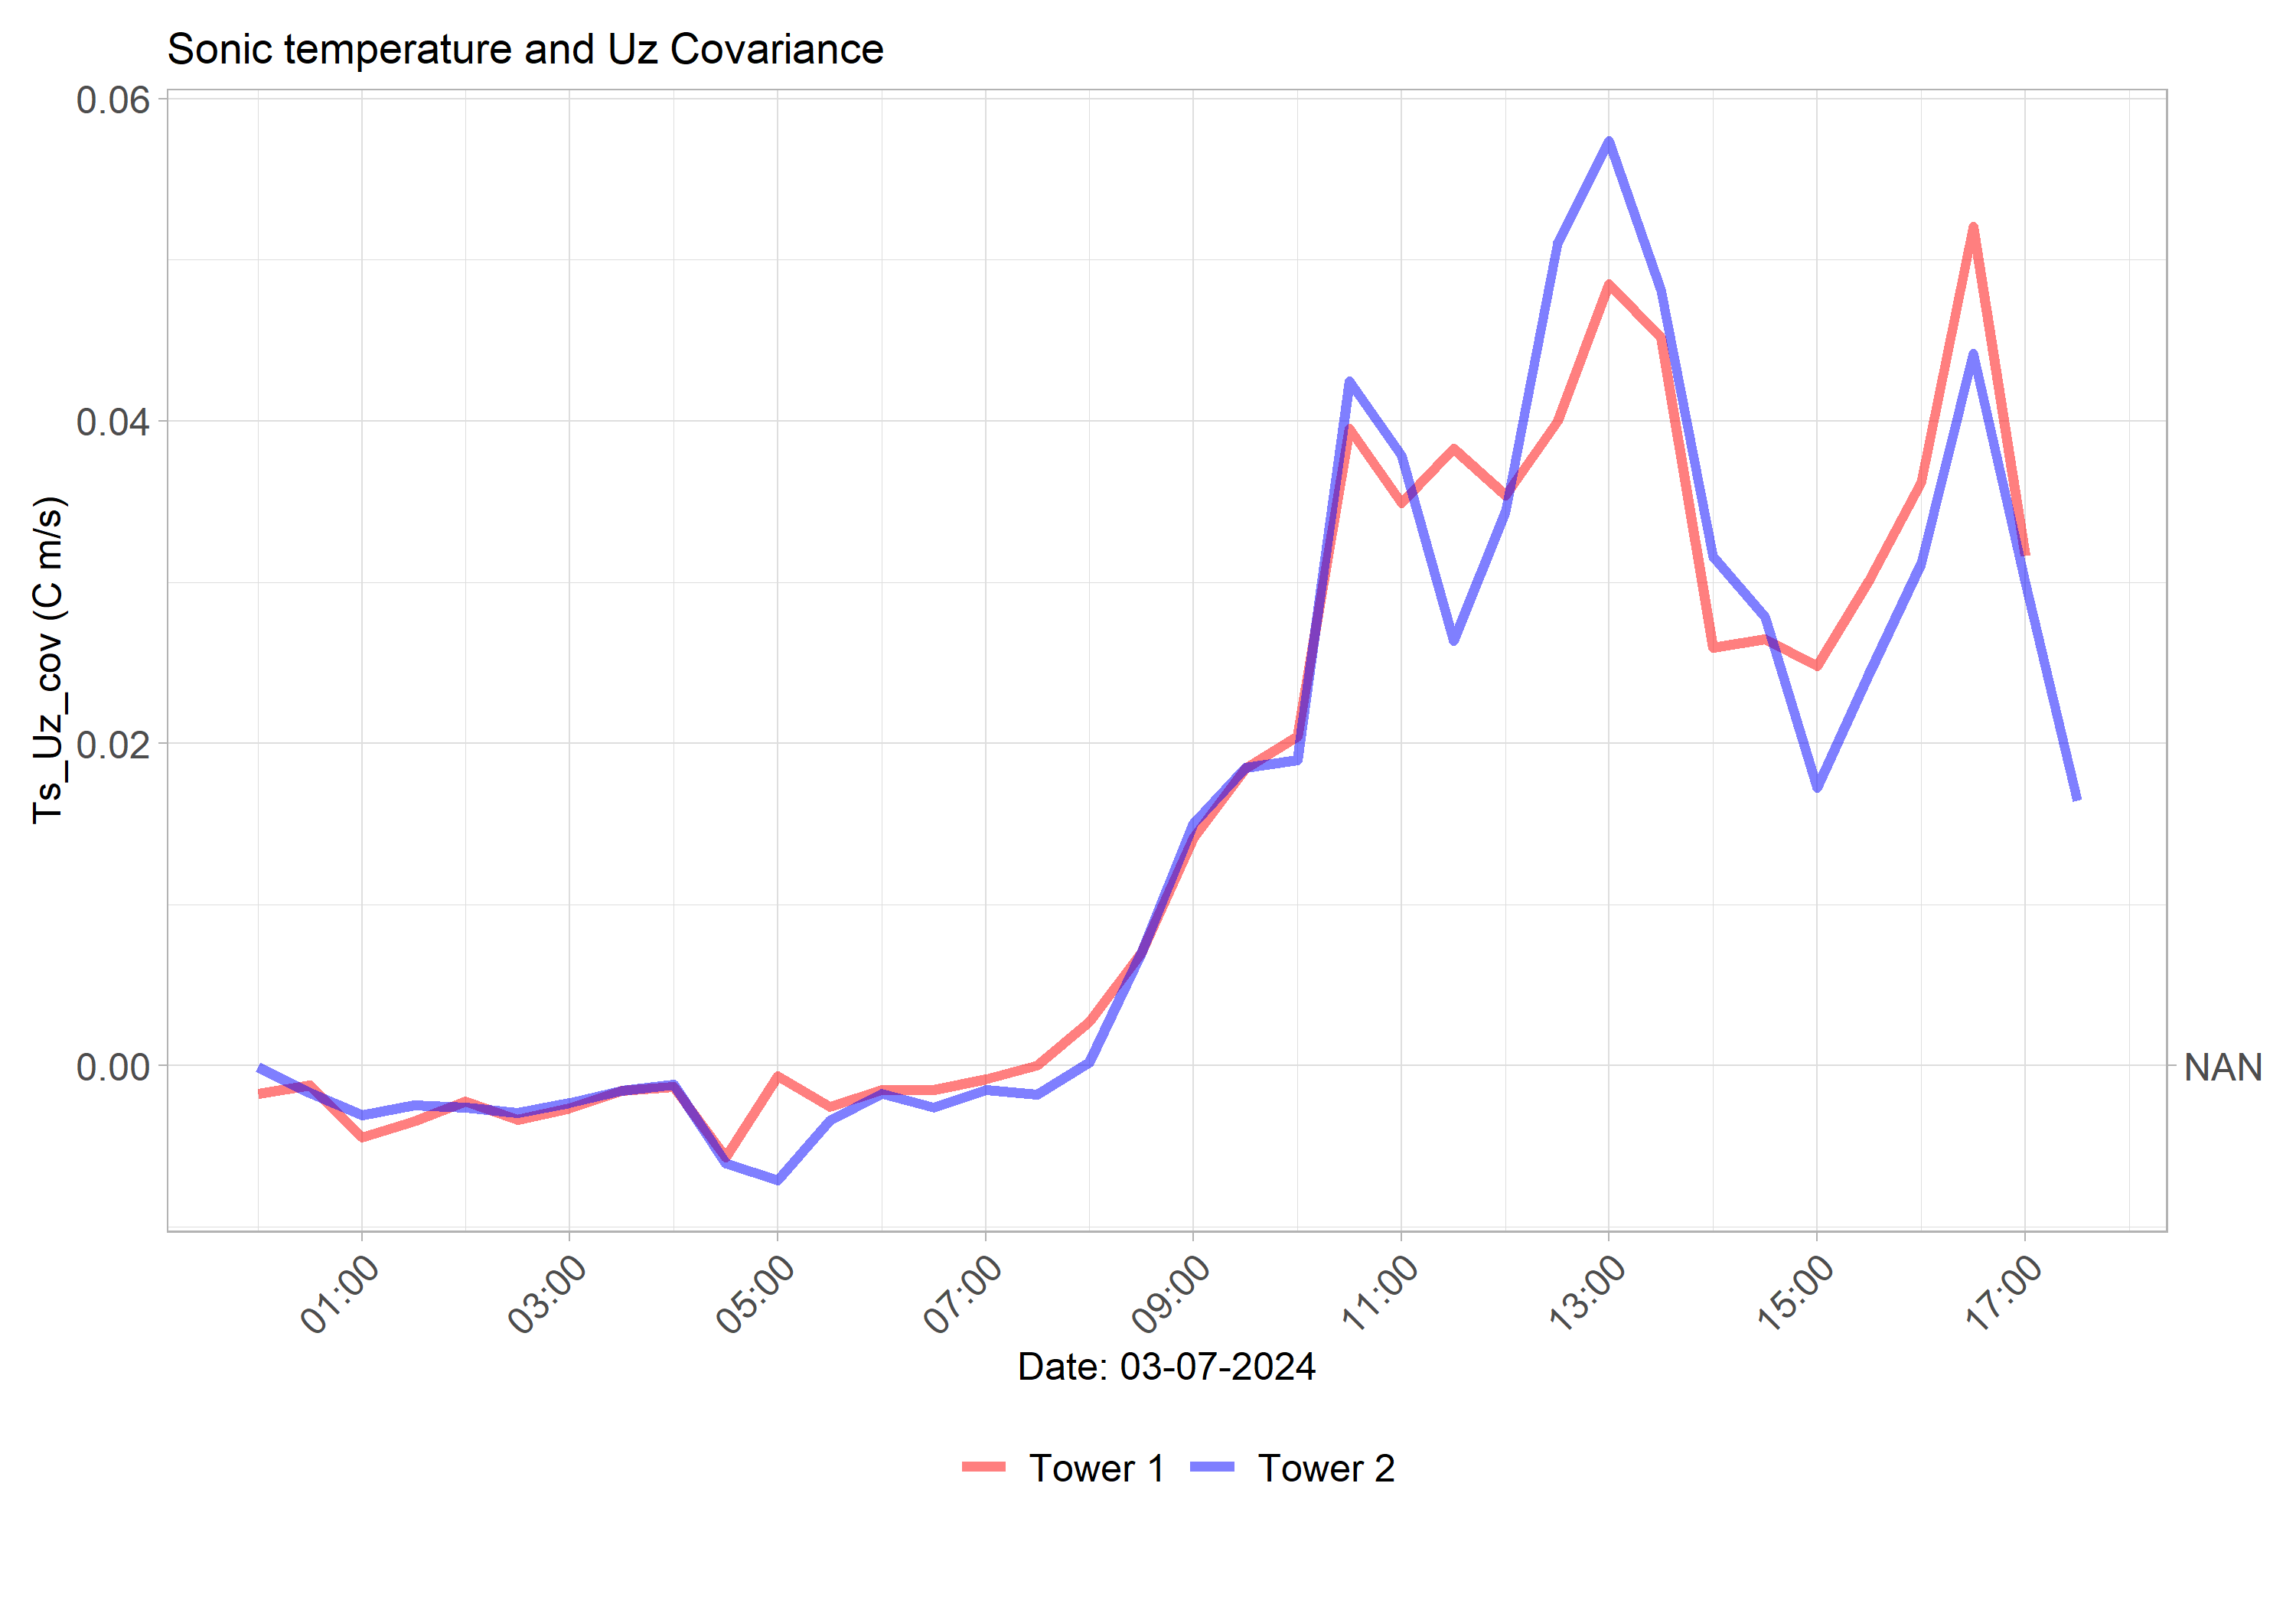 Sonic temperature and Uz Covariance
0.06
0.04
0.02
0.00
NAN
Ts_Uz_cov (C m/s)
01:00 03:00 05:00 07:00 09:00 11:00 13:00 15:00 17:00
Date: 03-07-2024
Tower 1 Tower 2